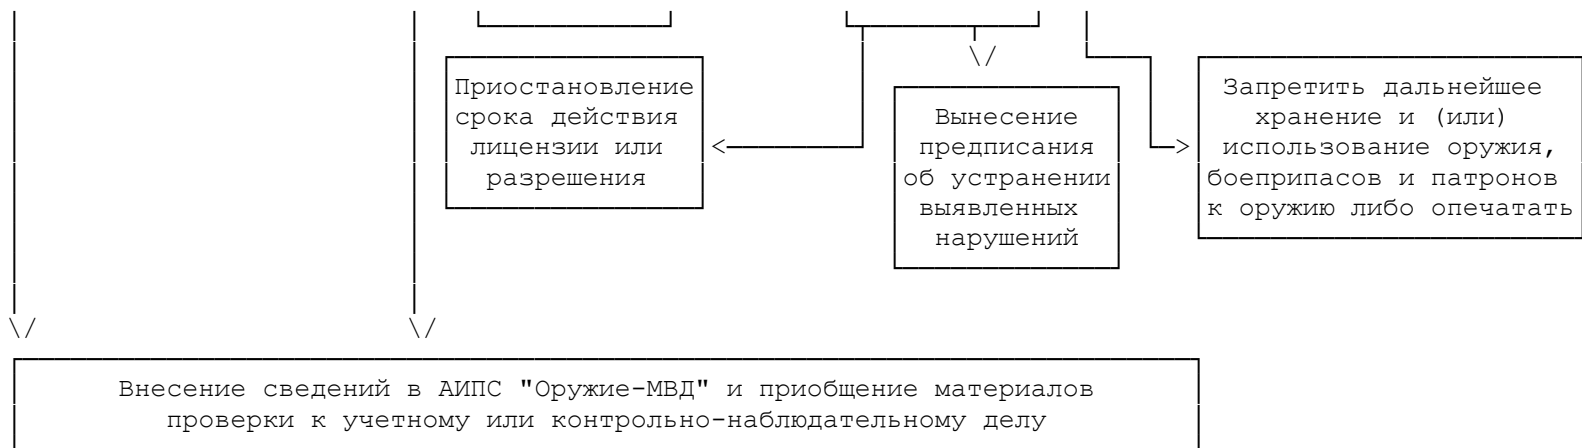 Приостановление
срока действия
лицензии или
разрешения
Вынесение
предписания
об устранении
выявленных
нарушений
Запретить дальнейшее
хранение и (или)
использование оружия,
боеприпасов и патронов
к оружию либо опечатать
Внесение сведений в АИПС "Оружие-МВД" и приобщение материалов
проверки к учетному или контрольно-наблюдательному делу